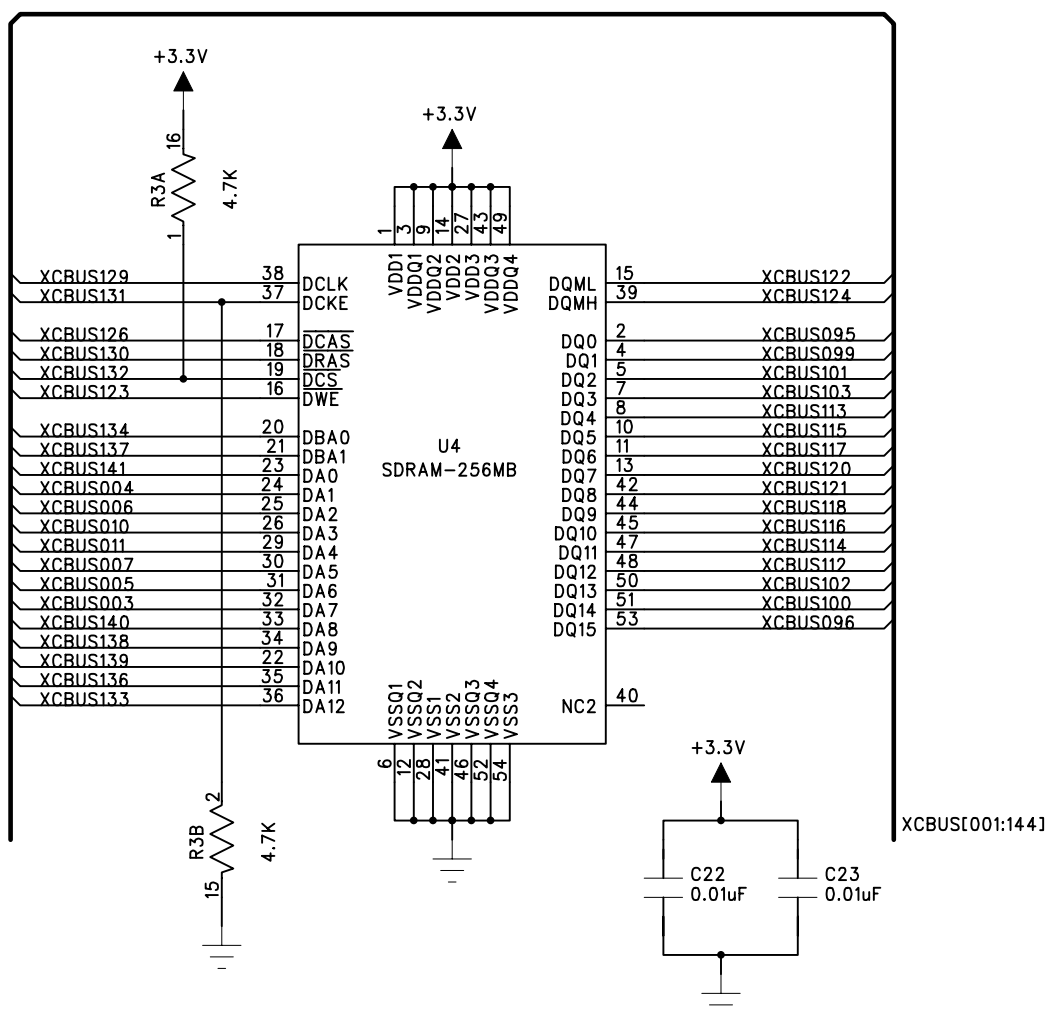 +3.3V
16
R3A
4.7K
1
+3.3V
1 3 9 14 27 43 49
VDD1 VDDQ1 VDDQ2 VDD2 VDD3 VDDQ3 VDDQ4
XCBUS129 38 DCLK
XCBUS131 37 DCKE
XCBUS126 17 DCAS
XCBUS130 18 DRAS
XCBUS132 19 DCS
XCBUS123 16 DWE
XCBUS134 20 DBA0
XCBUS137 21 DBA1
XCBUS141 23 DA0
XCBUS004 24 DA1
XCBUS006 25 DA2
XCBUS010 26 DA3
XCBUS011 29 DA4
XCBUS007 30 DA5
XCBUS005 31 DA6
XCBUS003 32 DA7
XCBUS140 33 DA8
XCBUS138 34 DA9
XCBUS139 22 DA10
XCBUS136 35 DA11
XCBUS133 36 DA12
U4
SDRAM-256MB
DQML 15 XCBUS122
DQMH 39 XCBUS124
DQ0 2 XCBUS095
DQ1 4 XCBUS099
DQ2 5 XCBUS101
DQ3 7 XCBUS103
DQ4 8 XCBUS113
DQ5 10 XCBUS115
DQ6 11 XCBUS117
DQ7 13 XCBUS120
DQ8 42 XCBUS121
DQ9 44 XCBUS118
DQ10 45 XCBUS116
DQ11 47 XCBUS114
DQ12 48 XCBUS112
DQ13 50 XCBUS102
DQ14 51 XCBUS100
DQ15 53 XCBUS096
NC2 40
VSSQ1 VSSQ2 VSS1 VSS2 VSSQ3 VSSQ4 VSS3
6 12 28 41 46 52 54
2
R3B
4.7K
15
+3.3V
C22
0.01uF
C23
0.01uF
XCBUS[001:144]